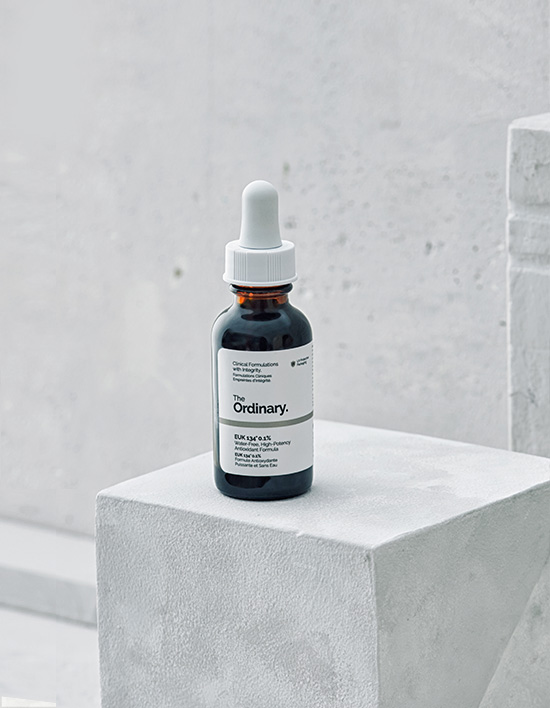 Clinical Formulations
with Integrity.
Formulations Cliniques
Empreintes d'Intégrité.
The
Ordinary.
EUK 134® 0.1%
Water-Free, High-Potency
Antioxidant Formula
EUK 134® 0.1%
Formule Antioxydante
Puissante et Sans Eau